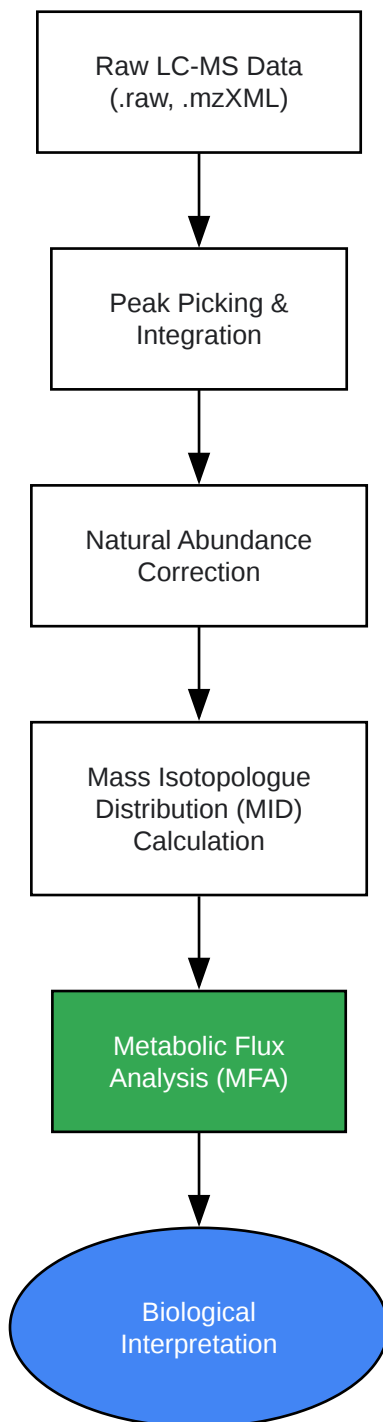 Raw LC-MS Data
(.raw, .mzXML)
Peak Picking &
Integration
Natural Abundance
Correction
Mass Isotopologue
Distribution (MID)
Calculation
Metabolic Flux
Analysis (MFA)
Biological
Interpretation